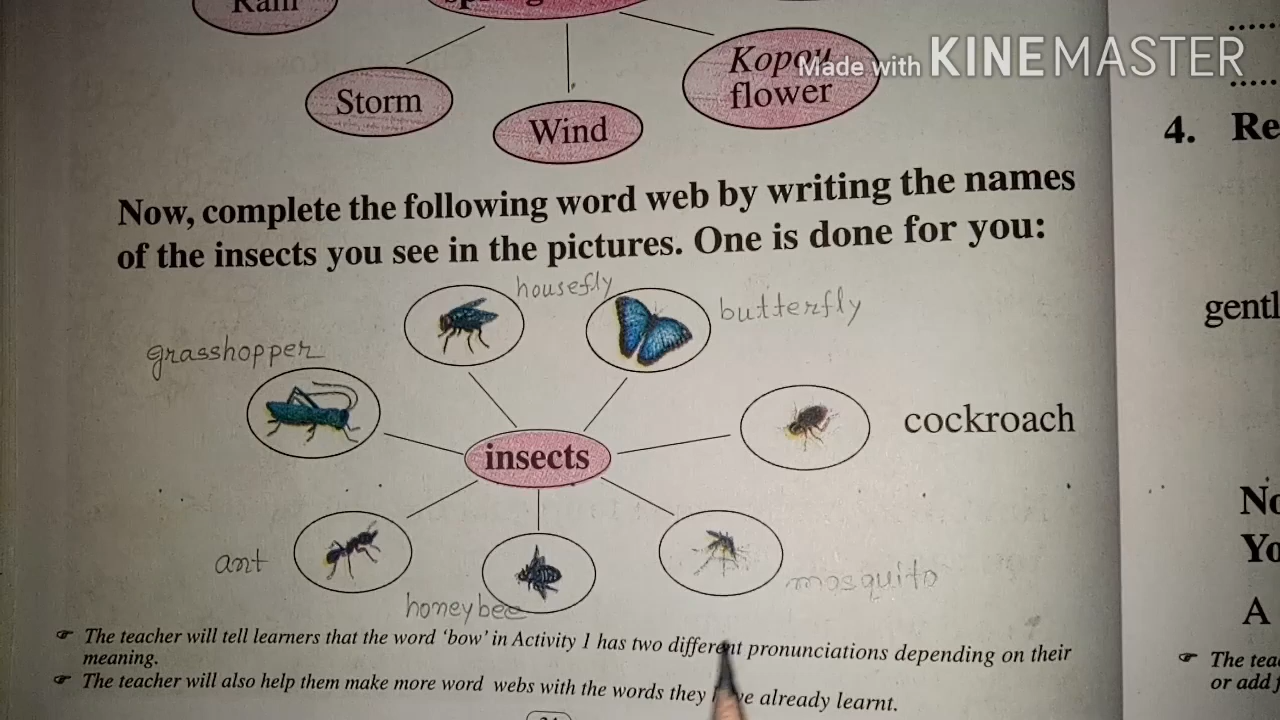 Made with KINEMASTER
Storm
Wind
Kopou
flower
Now, complete the following word web by writing the names
of the insects you see in the pictures. One is done for you:
housefly
butterfly
grasshopper
cockroach
insects
ant
honeybee
mosquito
☞ The teacher will tell learners that the word ‘bow’ in Activity 1 has two different pronunciations depending on their
meaning.
☞ The teacher will also help them make more word webs with the words they have already learnt.
4. Re
gentl
No
Yo
A
☞ The tea
or add f